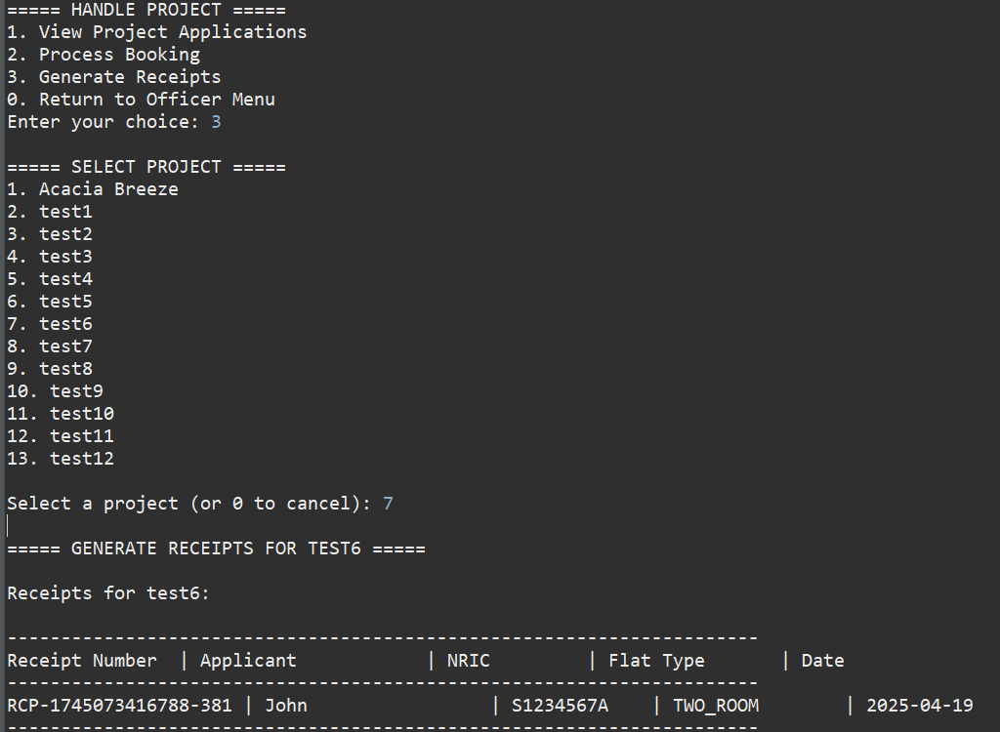 ===== HANDLE PROJECT =====
1. View Project Applications
2. Process Booking
3. Generate Receipts
0. Return to Officer Menu
Enter your choice: 3
===== SELECT PROJECT =====
1. Acacia Breeze
2. test1
3. test2
4. test3
5. test4
6. test5
7. test6
8. test7
9. test8
10. test9
11. test10
12. test11
13. test12
Select a project (or 0 to cancel): 7
===== GENERATE RECEIPTS FOR TEST6 =====
Receipts for test6:
----------------------------------------------------------------------
Receipt Number  | Applicant            | NRIC         | Flat Type       | Date
----------------------------------------------------------------------
RCP-1745073416788-381 | John                 | S1234567A    | TWO_ROOM        | 2025-04-19
----------------------------------------------------------------------